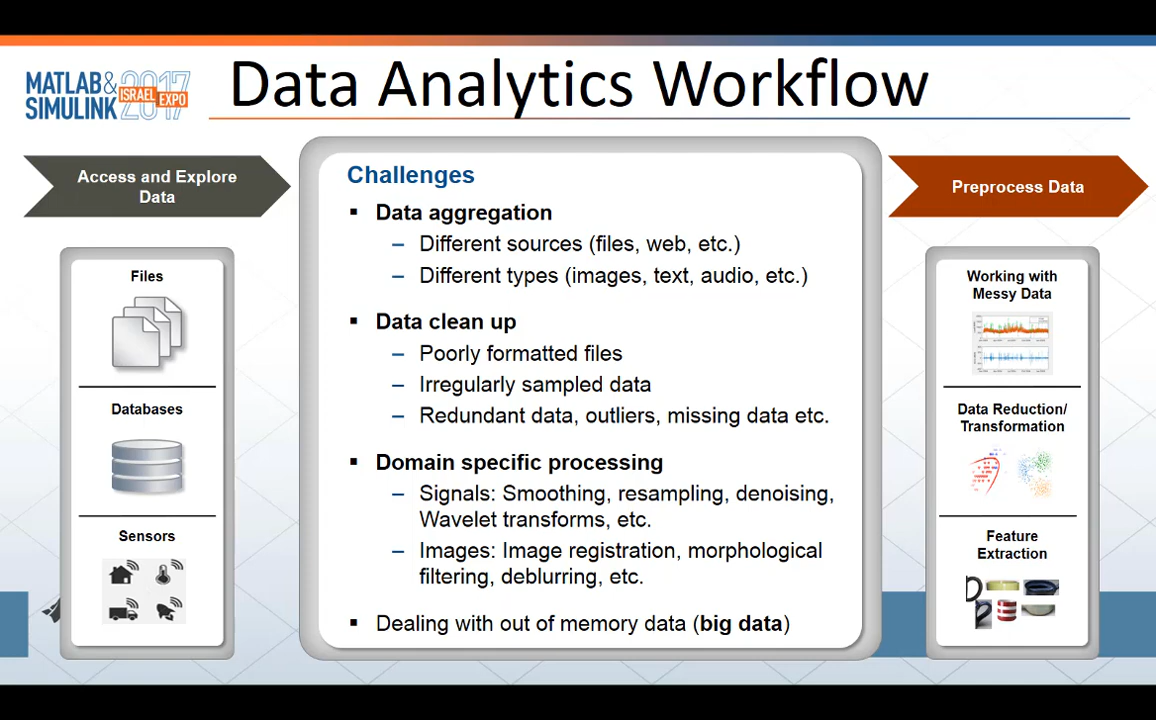 MATLAB&
SIMULINK
2017
ISRAEL
EXPO
Data Analytics Workflow
Access and Explore
Data
Files
Databases
Sensors
Challenges
▪ Data aggregation
– Different sources (files, web, etc.)
– Different types (images, text, audio, etc.)
▪ Data clean up
– Poorly formatted files
– Irregularly sampled data
– Redundant data, outliers, missing data etc.
▪ Domain specific processing
– Signals: Smoothing, resampling, denoising,
Wavelet transforms, etc.
– Images: Image registration, morphological
filtering, deblurring, etc.
▪ Dealing with out of memory data (big data)
Preprocess Data
Working with
Messy Data
Data Reduction/
Transformation
Feature
Extraction